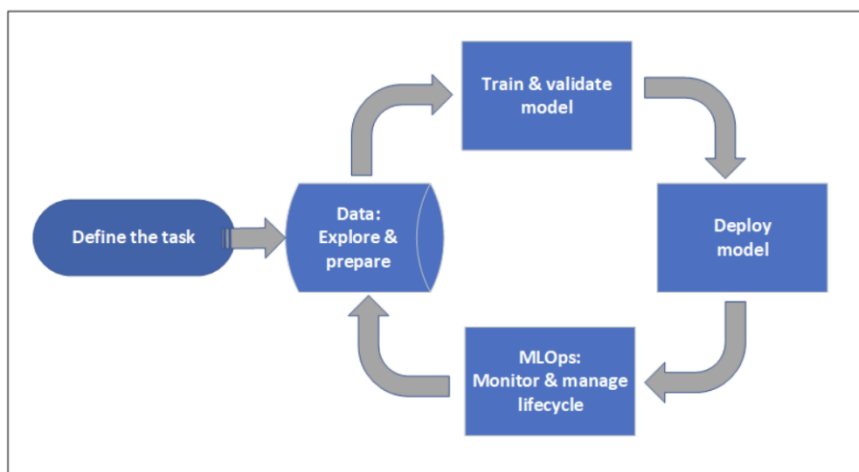 Train & validate
model
Define the task
Data:
Explore &
prepare
Deploy
model
MLOps:
Monitor & manage
lifecycle